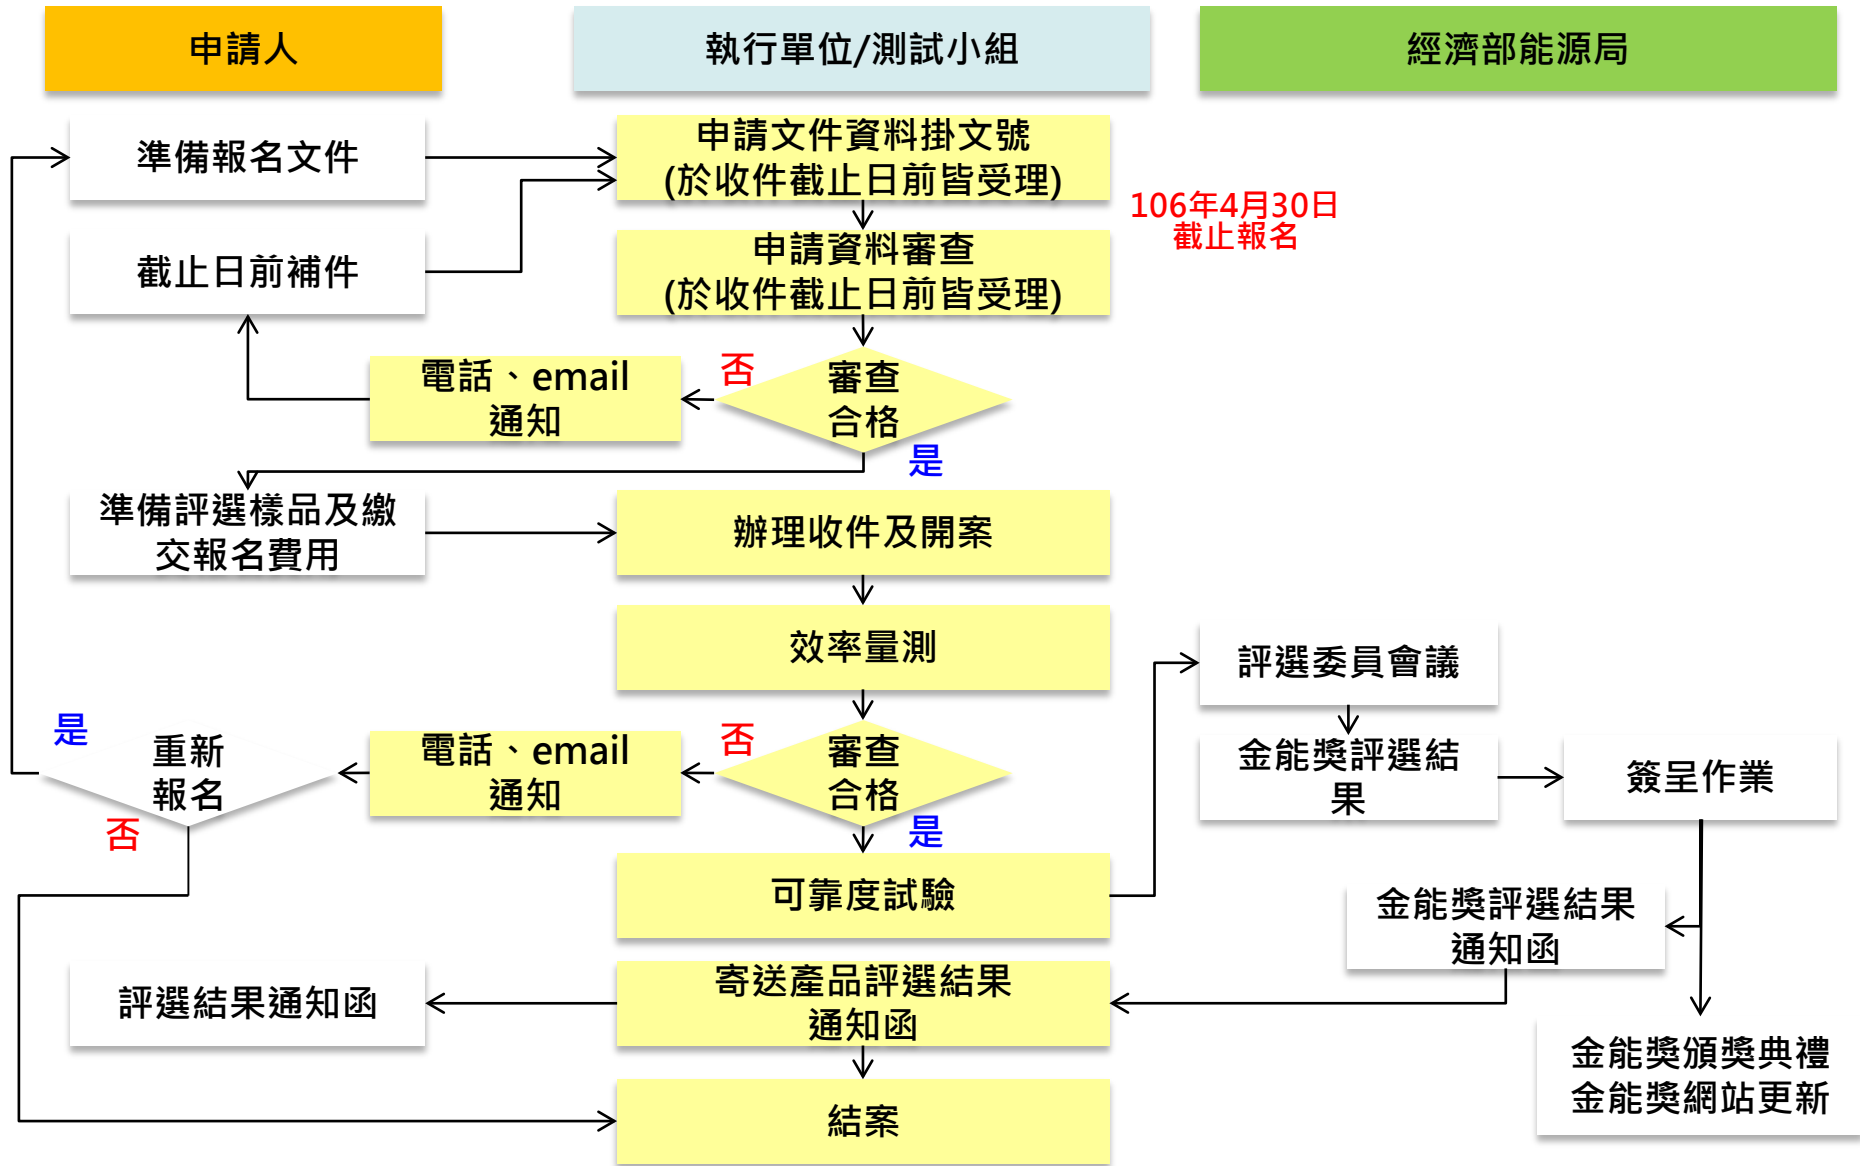 申請人
執行單位/測試小組
經濟部能源局
準備報名文件
申請文件資料掛文號
(於收件截止日前皆受理)
106年4月30日
截止報名
截止日前補件
申請資料審查
(於收件截止日前皆受理)
電話、email
通知
否
審查
合格
是
準備評選樣品及繳
交報名費用
辦理收件及開案
效率量測
評選委員會議
是
重新
報名
否
電話、email
通知
否
審查
合格
是
金能獎評選結
果
簽呈作業
可靠度試驗
金能獎評選結果
通知函
評選結果通知函
寄送產品評選結果
通知函
金能獎頒獎典禮
金能獎網站更新
結案